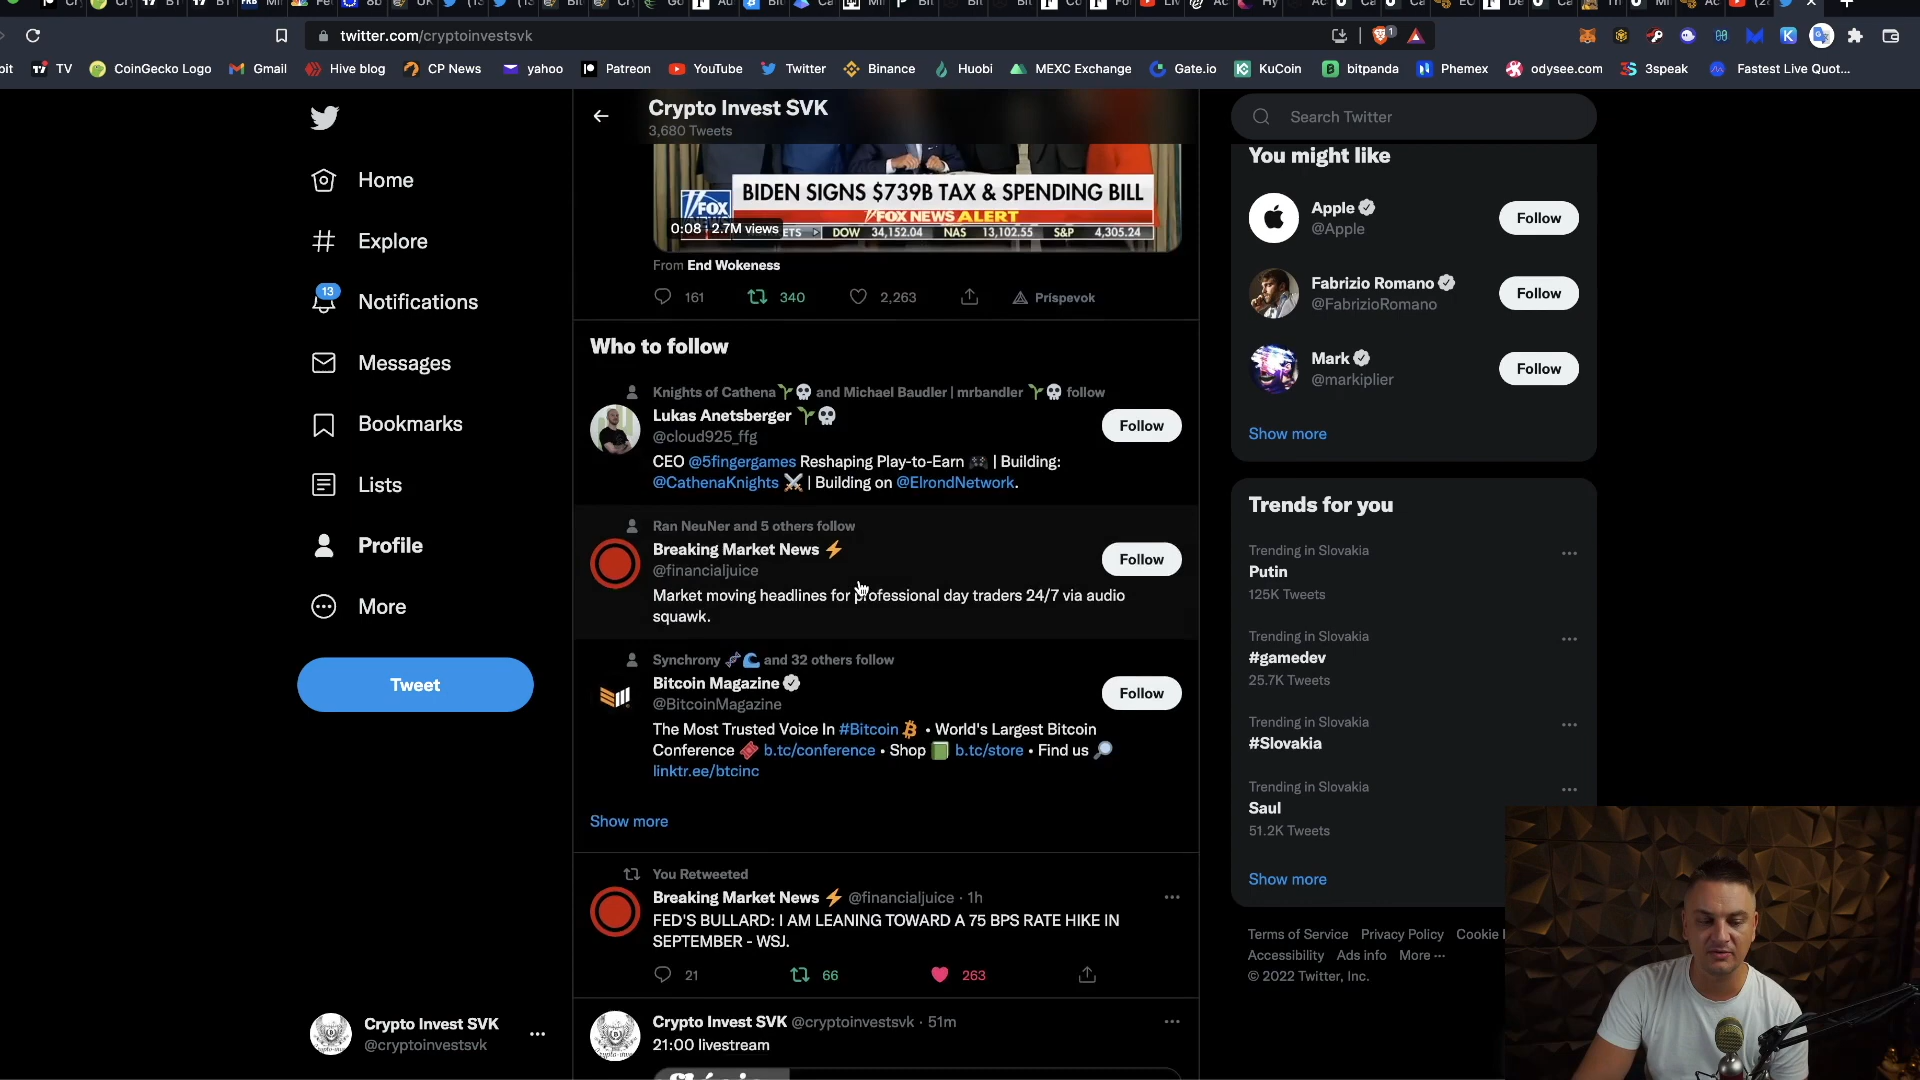 twitter.com/cryptoinvestsvk
TV
CoinGecko Logo
Gmail
Hive blog
CP News
yahoo
Patreon
YouTube
Twitter
Binance
Huobi
MEXC Exchange
Gate.io
KuCoin
bitpanda
Phemex
odysee.com
3speak
Fastest Live Quot...
Home
Explore
13
Notifications
Messages
Bookmarks
Lists
Profile
More
Tweet
Crypto Invest SVK
@cryptoinvestsvk
Crypto Invest SVK
3,680 Tweets
BIDEN SIGNS $739B TAX & SPENDING BILL
FOX NEWS ALERT
0:08 · 2.7M views
DOW 34,152.04 NAS 13,102.55 S&P 4,305.24
From End Wokeness
161 340 2,263 Príspevok
Who to follow
Knights of Cathena and Michael Baudler | mrbandler follow
Lukas Anetsberger
@cloud925_ffg
Follow
CEO @5fingergames Reshaping Play-to-Earn | Building:
@CathenaKnights | Building on @ElrondNetwork.
Ran NeuNer and 5 others follow
Breaking Market News
@financialjuice
Follow
Market moving headlines for professional day traders 24/7 via audio
squawk.
Synchrony and 32 others follow
Bitcoin Magazine
@BitcoinMagazine
Follow
The Most Trusted Voice In #Bitcoin • World's Largest Bitcoin
Conference b.tc/conference • Shop b.tc/store • Find us
linktr.ee/btcinc
Show more
You Retweeted
Breaking Market News @financialjuice · 1h
FED'S BULLARD: I AM LEANING TOWARD A 75 BPS RATE HIKE IN
SEPTEMBER - WSJ.
21 66 263
Crypto Invest SVK @cryptoinvestsvk · 51m
21:00 livestream
Search Twitter
You might like
Apple
@Apple
Follow
Fabrizio Romano
@FabrizioRomano
Follow
Mark
@markiplier
Follow
Show more
Trends for you
Trending in Slovakia
Putin
125K Tweets
Trending in Slovakia
#gamedev
25.7K Tweets
Trending in Slovakia
#Slovakia
Trending in Slovakia
Saul
51.2K Tweets
Show more
Terms of Service Privacy Policy Cookie
Accessibility Ads info More ···
© 2022 Twitter, Inc.